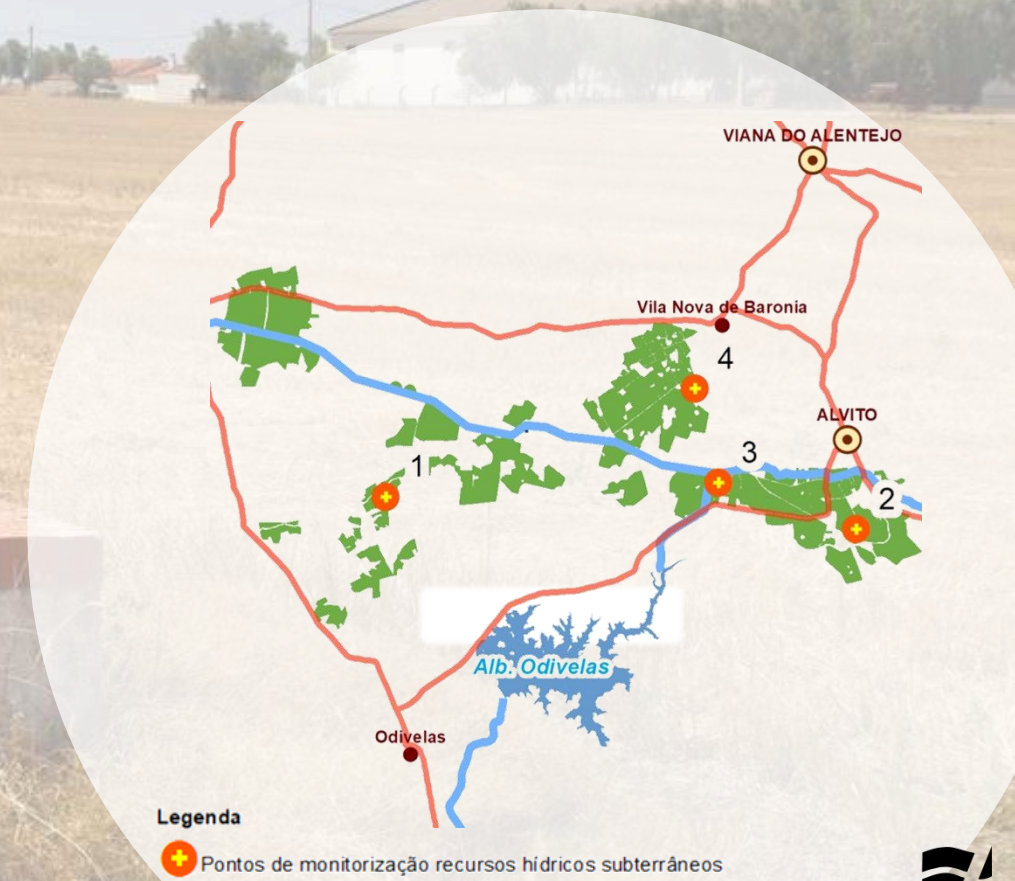 VIANA DO ALENTEJO
Vila Nova de Baronia
4
ALVITO
3
1
2
Alb. Odivelas
Odivelas
Legenda
Pontos de monitorização recursos hídricos subterrâneos